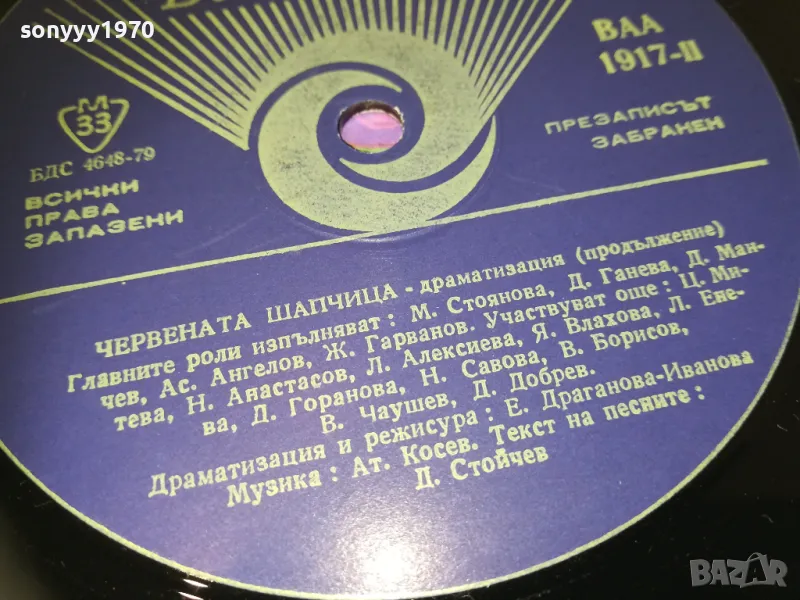 sonyyy1970
ВАА
1917-II
М
33
БДС 4648-79
ВСИЧКИ
ПРАВА
ЗАПАЗЕНИ
ПРЕЗАПИСЪТ
ЗАБРАНЕН
ЧЕРВЕНАТА ШАПЧИЦА - драматизация (продължение)
Главните роли изпълняват: М. Стоянова, Д. Ганева, Д. Ман-
чев, Ас. Ангелов, Ж. Гарванов. Участвуват още: Ц. Ми-
тева, Н. Анастасов, Л. Алексиева, Я. Влахова, Л. Ене-
ва, Д. Горанова, Н. Савова, В. Борисов,
В. Чаушев, Д. Добрев.
Драматизация и режисура: Е. Драганова-Иванова
Музика: Ат. Косев. Текст на песните:
Д. Стойчев
BAZAR